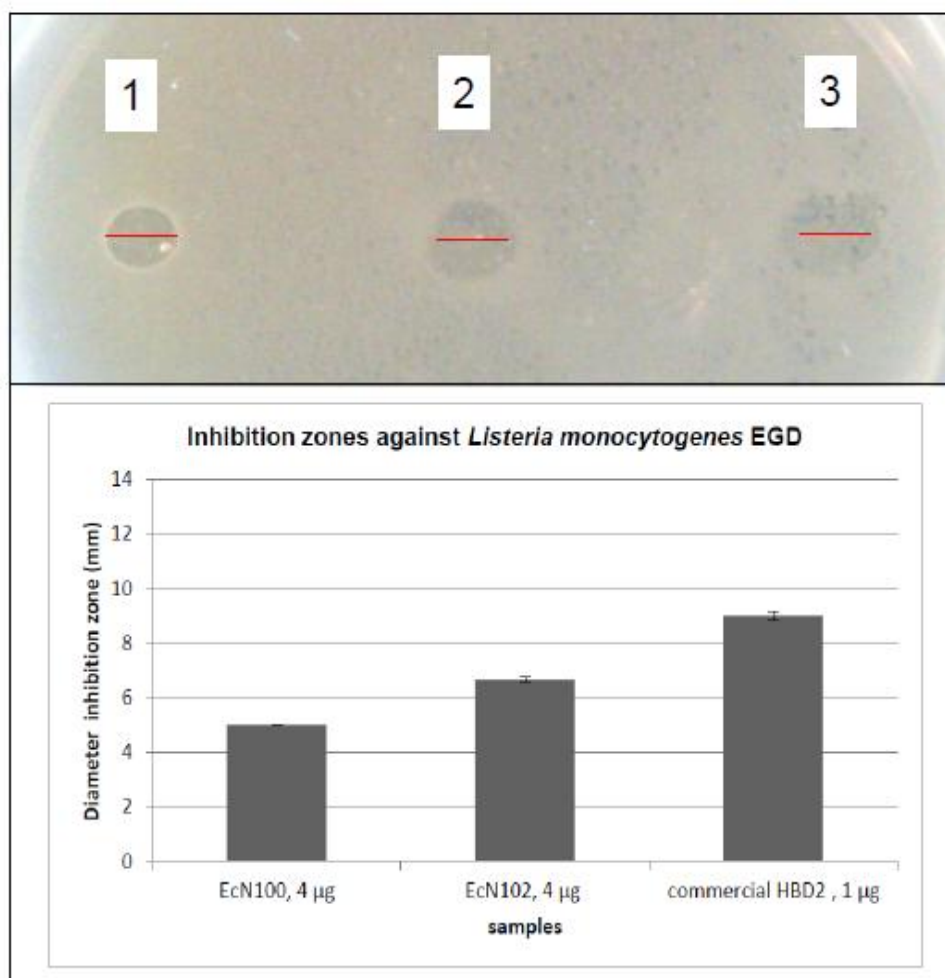 1 2 3
Inhibition zones against Listeria monocytogenes EGD
Diameter inhibition zone (mm)
14
12
10
8
6
4
2
0
EcN100, 4 µg EcN102, 4 µg commercial HBD2 , 1 µg
samples